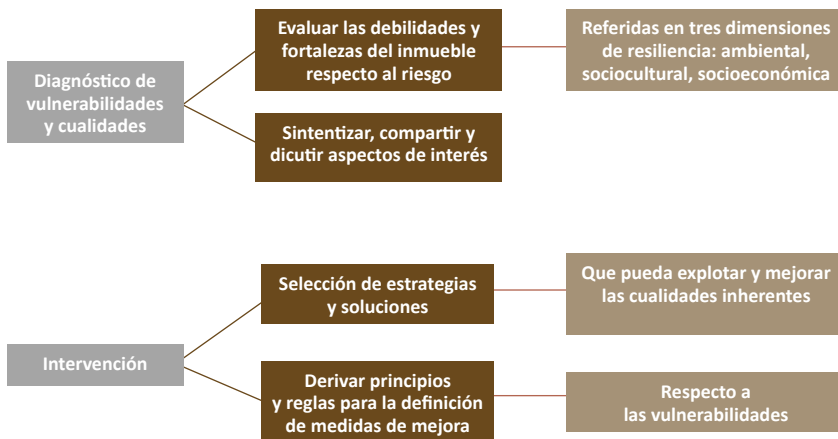 Diagnóstico de
vulnerabilidades
y cualidades
Evaluar las debilidades y
fortalezas del inmueble
respecto al riesgo
Referidas en tres dimensiones
de resiliencia: ambiental,
sociocultural, socioeconómica
Sintentizar, compartir y
dicutir aspectos de interés
Intervención
Selección de estrategias
y soluciones
Que pueda explotar y mejorar
las cualidades inherentes
Derivar principios
y reglas para la definición
de medidas de mejora
Respecto a
las vulnerabilidades